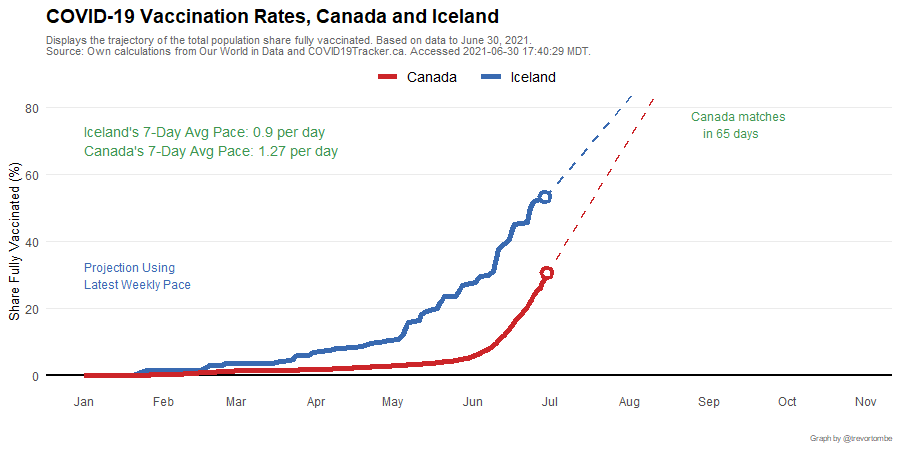 COVID-19 Vaccination Rates, Canada and Iceland
Displays the trajectory of the total population share fully vaccinated. Based on data to June 30, 2021.
Source: Own calculations from Our World in Data and COVID19Tracker.ca. Accessed 2021-06-30 17:40:29 MDT.
Canada
Iceland
Share Fully Vaccinated (%)
80
60
40
20
0
Iceland's 7-Day Avg Pace: 0.9 per day
Canada's 7-Day Avg Pace: 1.27 per day
Canada matches
in 65 days
Projection Using
Latest Weekly Pace
Jan
Feb
Mar
Apr
May
Jun
Jul
Aug
Sep
Oct
Nov
Graph by @trevortombe